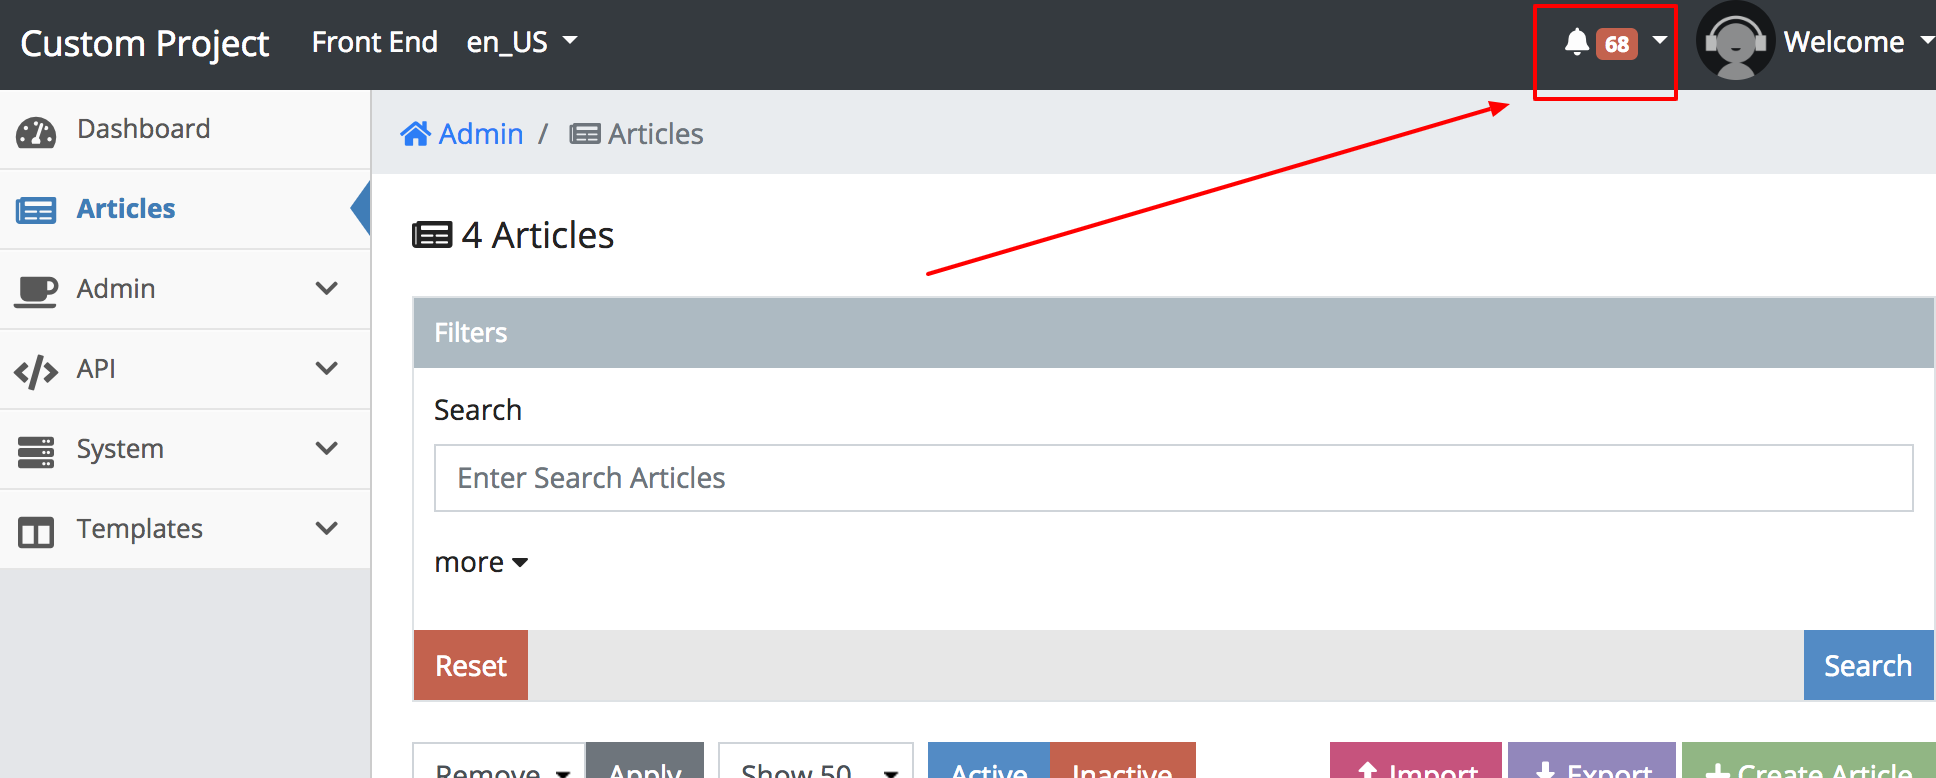 Custom Project Front End en_US 68 Welcome
Dashboard
Articles
Admin
API
System
Templates
Admin / Articles
4 Articles
Filters
Search
Enter Search Articles
more
Reset Search
Remove Apply Show 50 Active Inactive Import Export Create Article